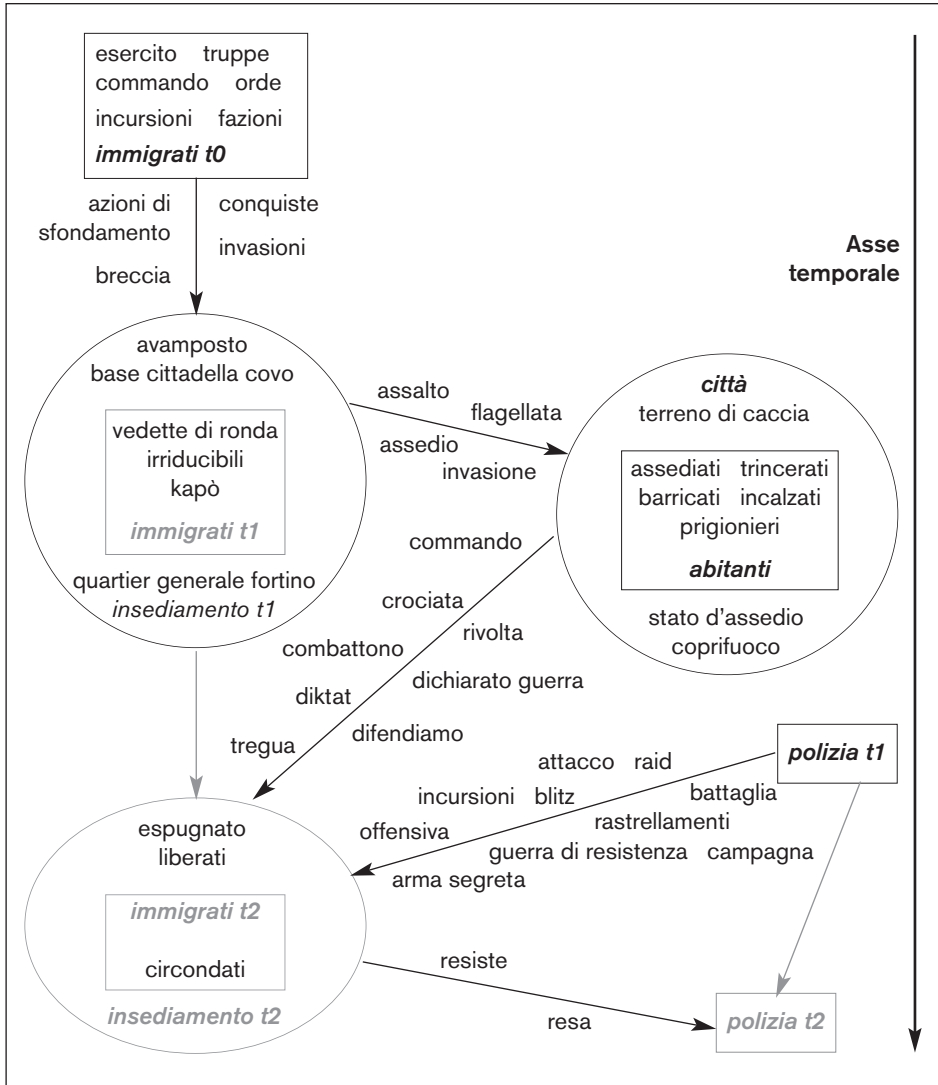 esercito truppe
commando orde
incursioni fazioni
immigrati t0
azioni di
sfondamento
breccia
conquiste
invasioni
Asse
temporale
avamposto
base cittadella covo
vedette di ronda
irriducibili
kapò
immigrati t1
quartier generale fortino
insediamento t1
assalto
flagellata
assedio
invasione
città
terreno di caccia
assediati trincerati
barricati incalzati
prigionieri
abitanti
stato d'assedio
coprifuoco
commando
crociata
rivolta
combattono
dichiarato guerra
diktat
difendiamo
tregua
polizia t1
attacco raid
battaglia
incursioni blitz
rastrellamenti
offensiva
guerra di resistenza campagna
arma segreta
espugnato
liberati
immigrati t2
circondati
insediamento t2
resiste
resa
polizia t2